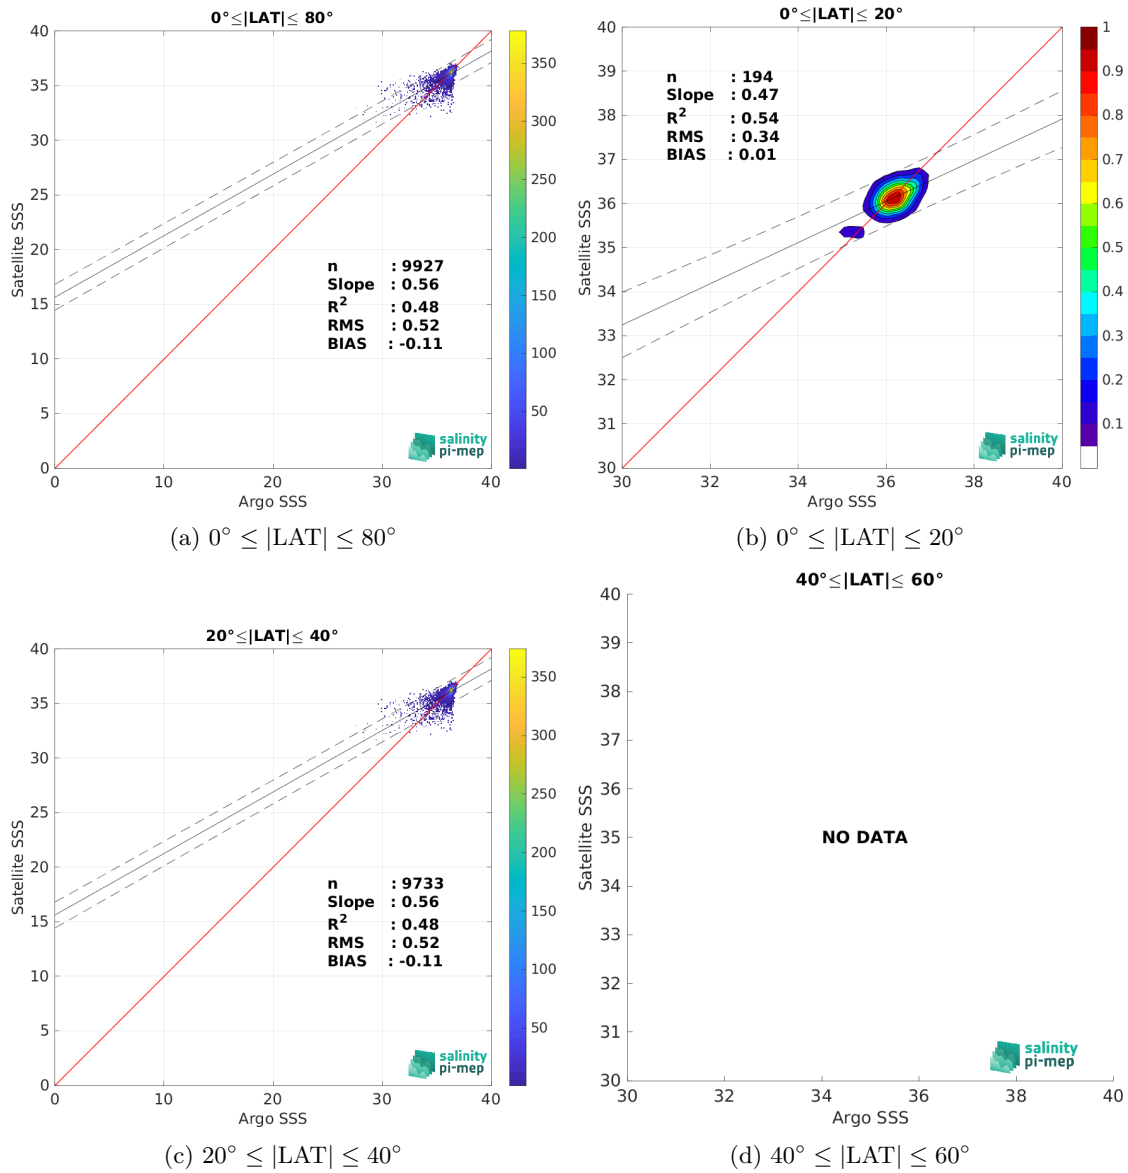 0°≤|LAT|≤ 80°
40
35
30
25
20
15
10
5
0
Satellite SSS
n : 9927
Slope : 0.56
R² : 0.48
RMS : 0.52
BIAS : -0.11
salinity
pi-mep
0 10 20 30 40
Argo SSS
350
300
250
200
150
100
50
(a) 0° ≤ |LAT| ≤ 80°
0°≤|LAT|≤ 20°
40
39
38
37
36
35
34
33
32
31
30
Satellite SSS
n : 194
Slope : 0.47
R² : 0.54
RMS : 0.34
BIAS : 0.01
salinity
pi-mep
30 32 34 36 38 40
Argo SSS
1
0.9
0.8
0.7
0.6
0.5
0.4
0.3
0.2
0.1
(b) 0° ≤ |LAT| ≤ 20°
20°≤|LAT|≤ 40°
40
35
30
25
20
15
10
5
0
Satellite SSS
n : 9733
Slope : 0.56
R² : 0.48
RMS : 0.52
BIAS : -0.11
salinity
pi-mep
0 10 20 30 40
Argo SSS
350
300
250
200
150
100
50
(c) 20° ≤ |LAT| ≤ 40°
40°≤|LAT|≤ 60°
40
39
38
37
36
35
34
33
32
31
30
Satellite SSS
NO DATA
salinity
pi-mep
30 32 34 36 38 40
Argo SSS
(d) 40° ≤ |LAT| ≤ 60°